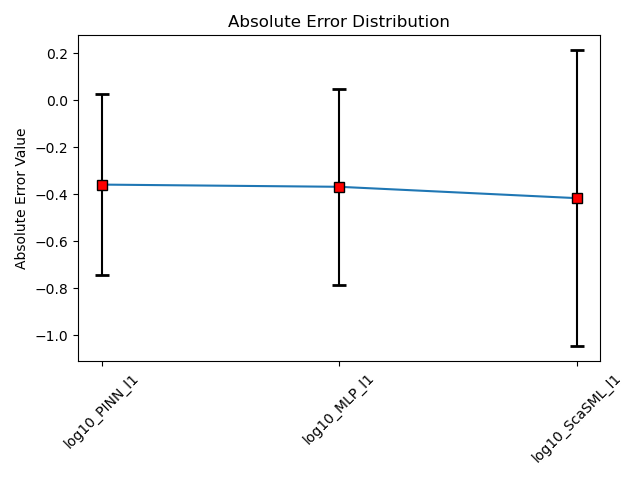 Absolute Error Distribution
Absolute Error Value
0.2
0.0
−0.2
−0.4
−0.6
−0.8
−1.0
log10_PINN_l1
log10_MLP_l1
log10_ScaSML_l1